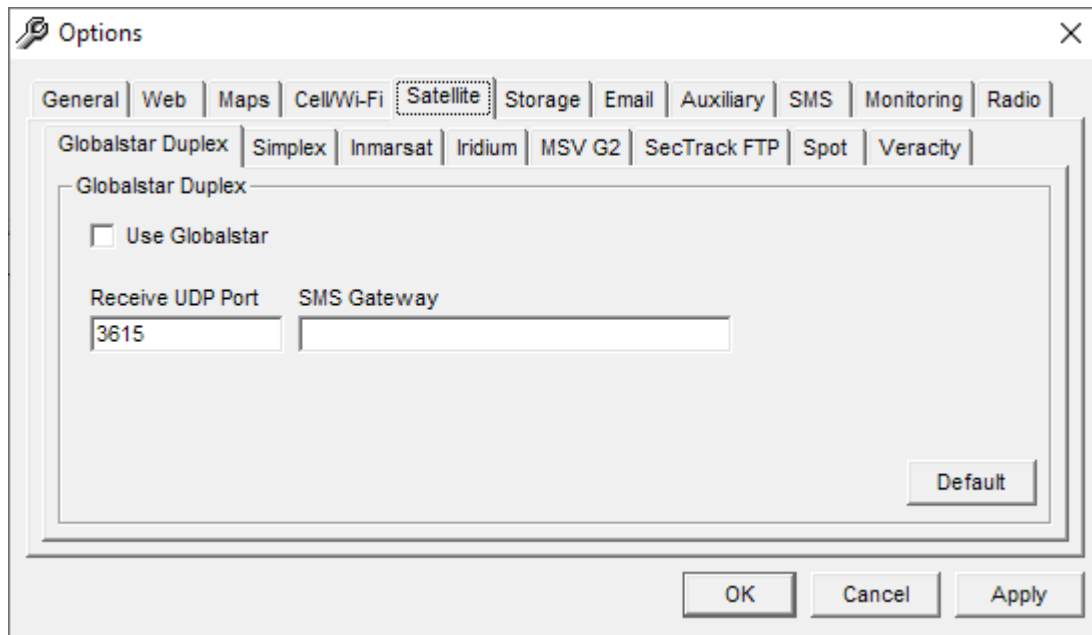 Options
General Web Maps Cell/Wi-Fi Satellite Storage Email Auxiliary SMS Monitoring Radio
Globalstar Duplex Simplex Inmarsat Iridium MSV G2 SecTrack FTP Spot Veracity
Globalstar Duplex
Use Globalstar
Receive UDP Port SMS Gateway
3615
Default
OK Cancel Apply